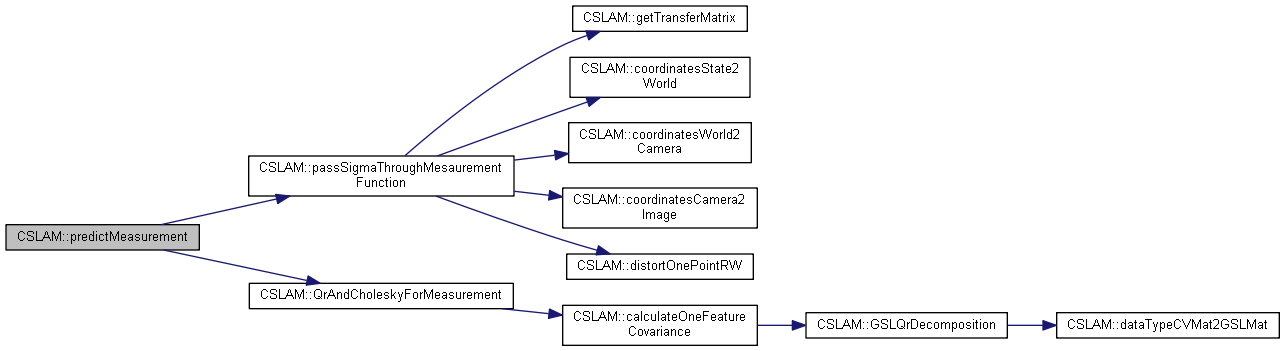 CSLAM::getTransferMatrix
CSLAM::coordinatesState2
World
CSLAM::coordinatesWorld2
Camera
CSLAM::passSigmaThroughMesaurement
Function
CSLAM::coordinatesCamera2
Image
CSLAM::predictMeasurement
CSLAM::distortOnePointRW
CSLAM::QrAndCholeskyForMeasurement
CSLAM::calculateOneFeature
Covariance
CSLAM::GSLQrDecomposition
CSLAM::dataTypeCVMat2GSLMat